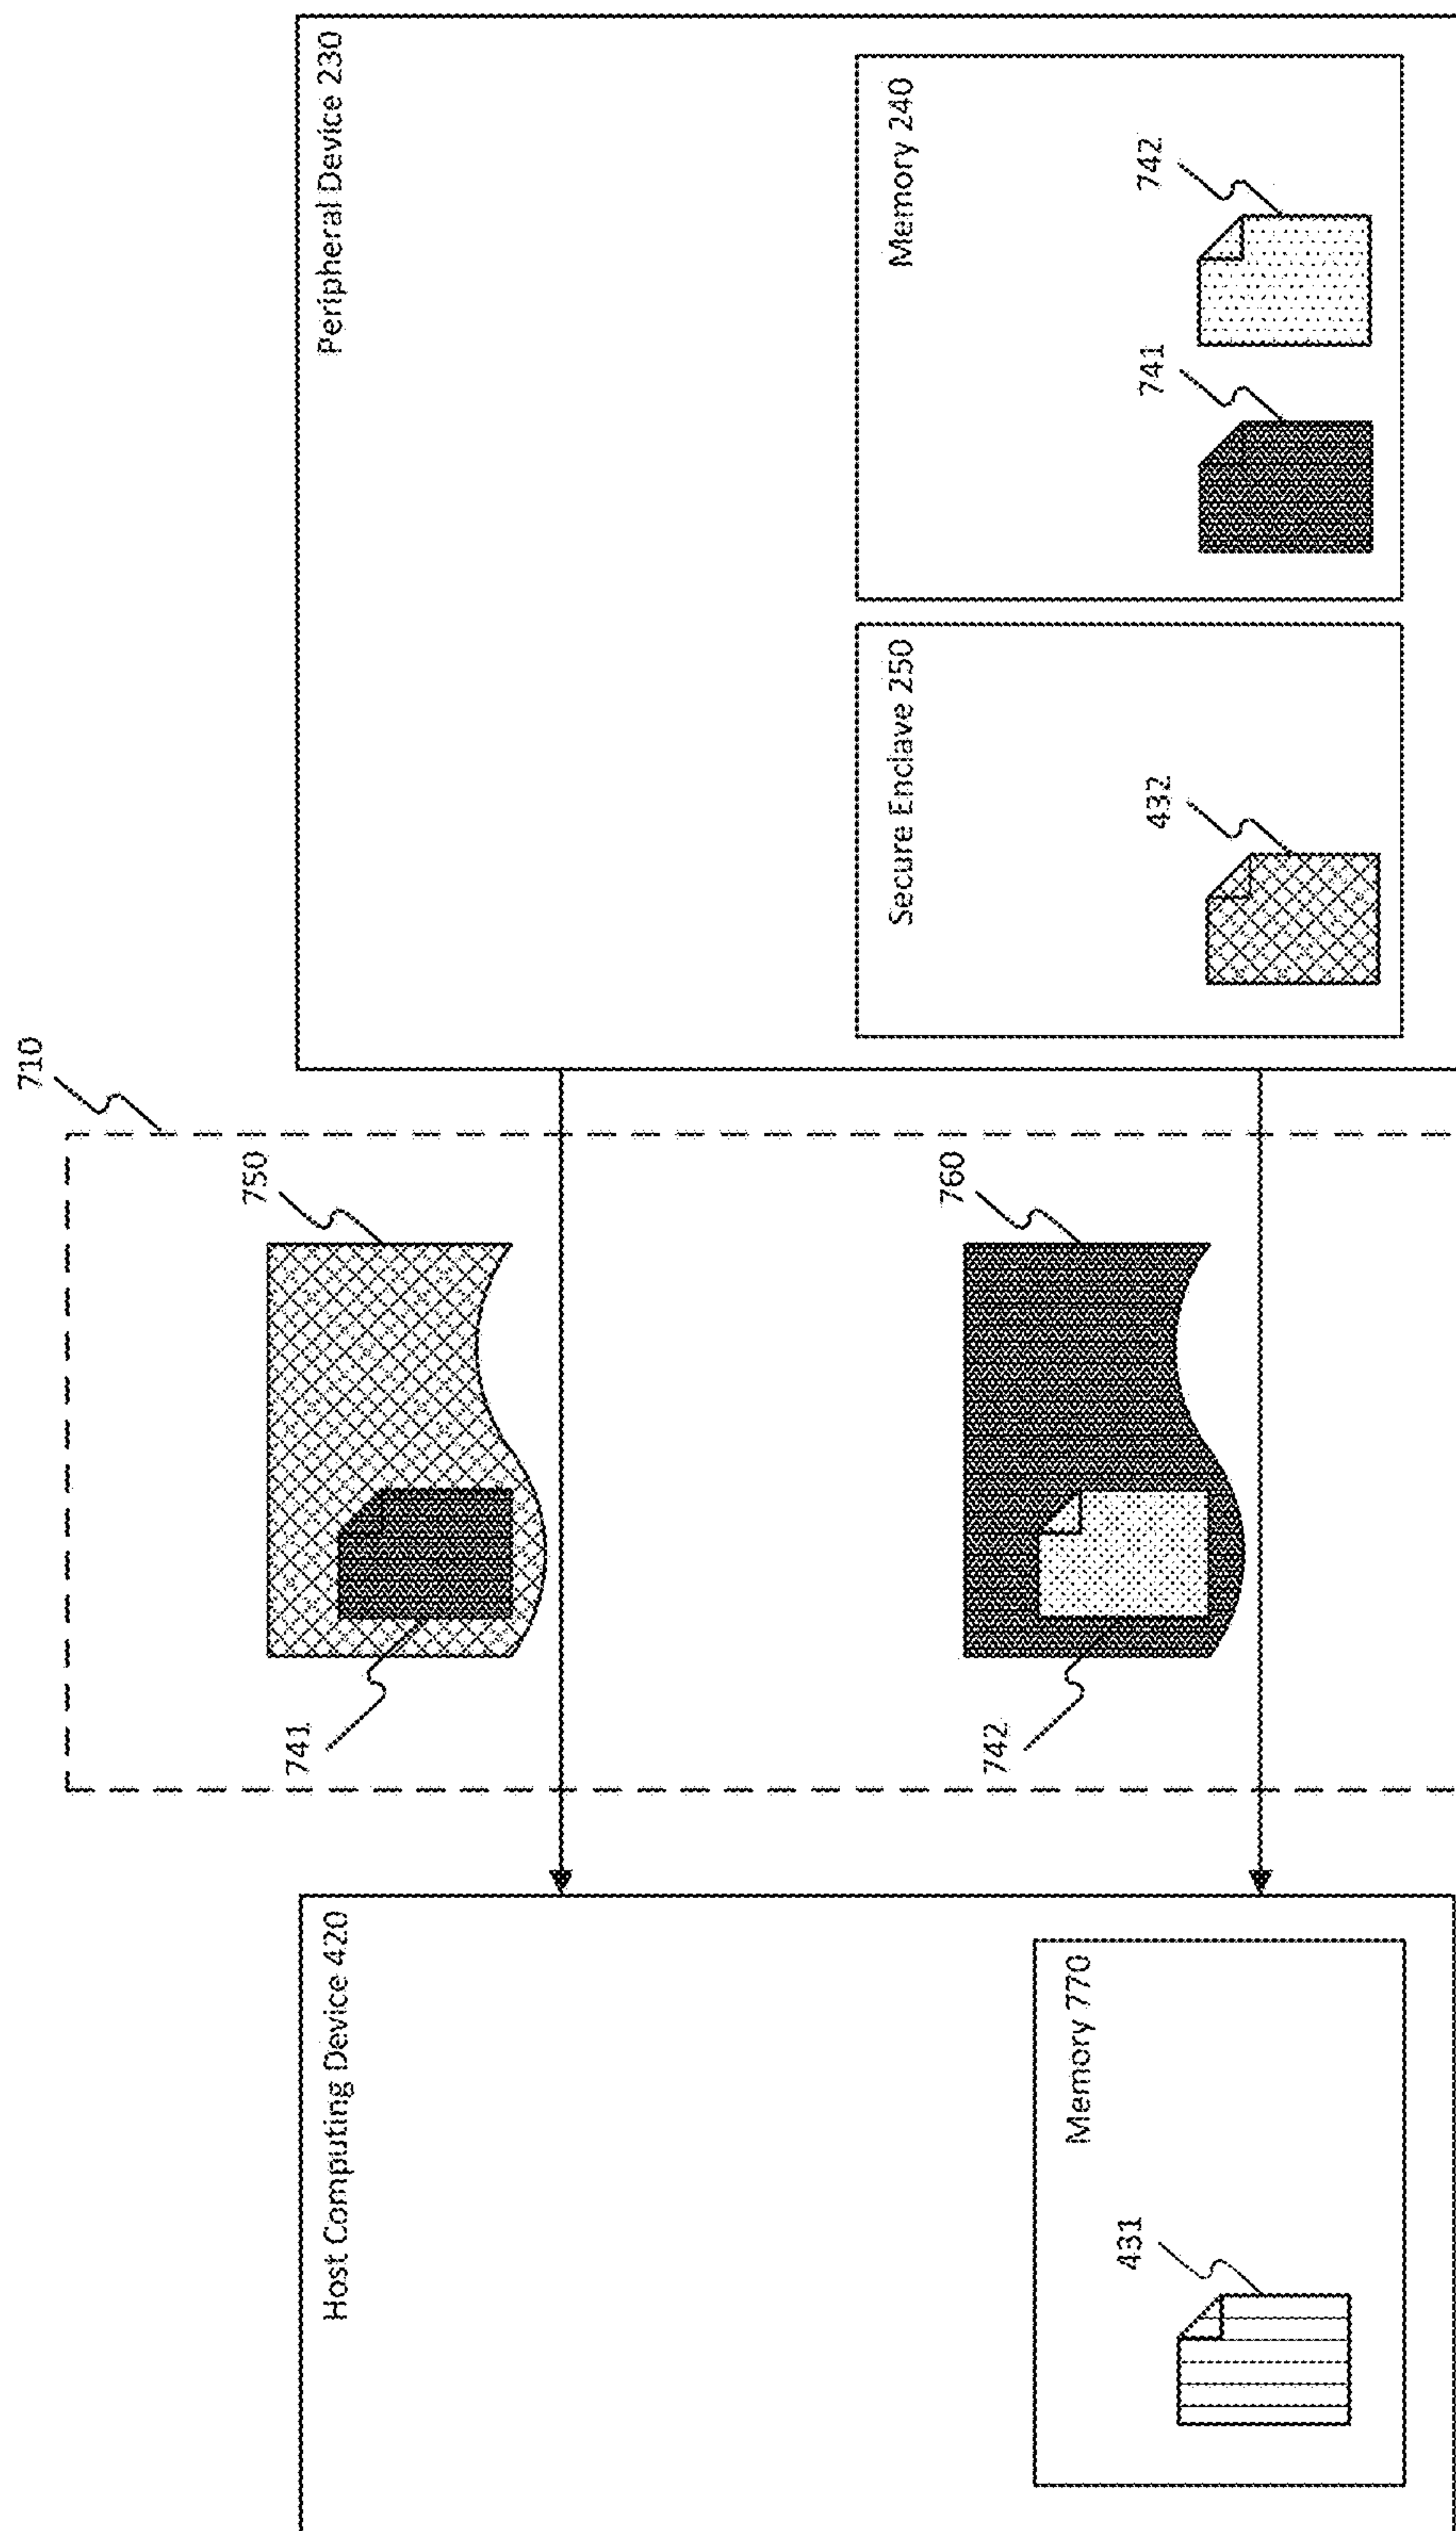 Host Computing Device 420
Memory 770
431
710
750
741
760
742
Peripheral Device 230
Secure Enclave 250
432
Memory 240
741
742